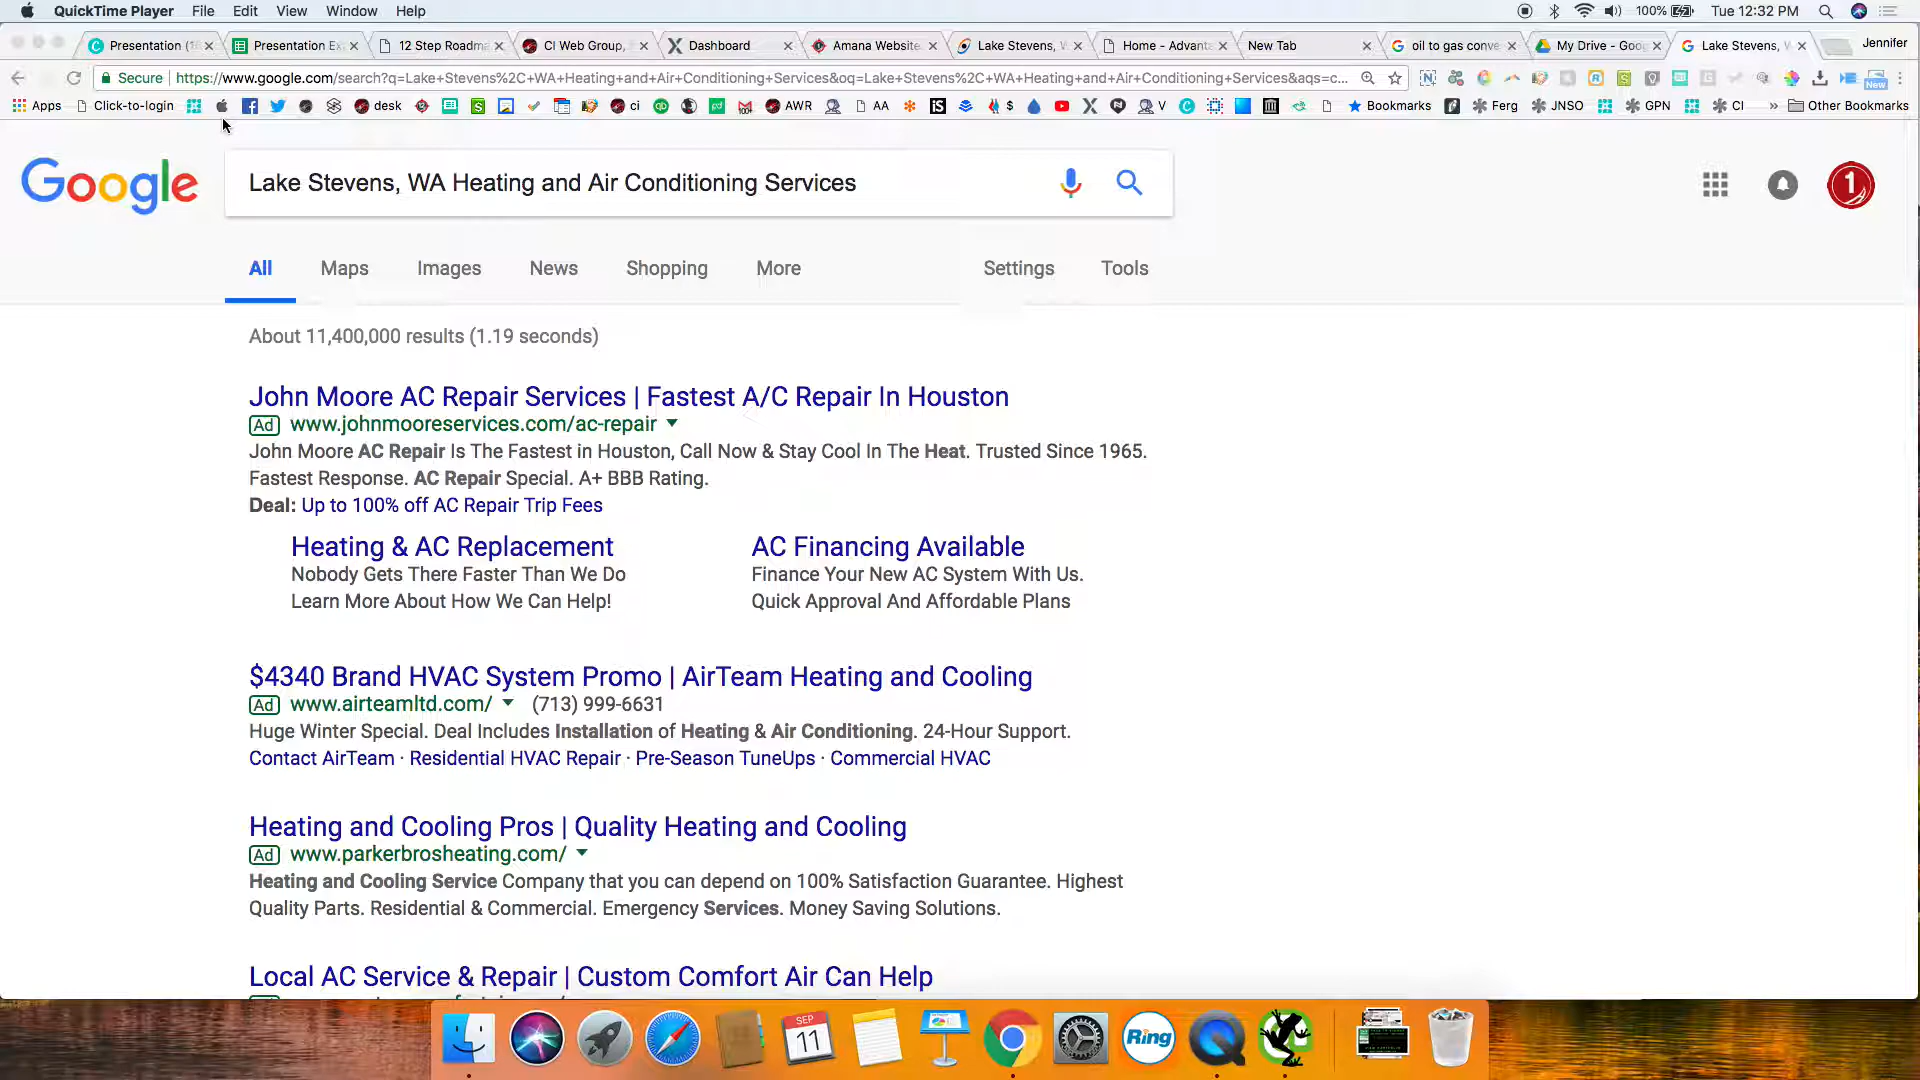 QuickTime Player File Edit View Window Help 100% Tue 12:32 PM
Presentation (1 Presentation Ex 12 Step Roadma CI Web Group, Dashboard Amana Website Lake Stevens, W Home - Advanta New Tab oil to gas conve My Drive - Goog Lake Stevens, W Jennifer
Secure https://www.google.com/search?q=Lake+Stevens%2C+WA+Heating+and+Air+Conditioning+Services&oq=Lake+Stevens%2C+WA+Heating+and+Air+Conditioning+Services&aqs=c... New
Apps Click-to-login desk ci AWR AA iS $ V Bookmarks Ferg JNSO GPN CI » Other Bookmarks
Google
Lake Stevens, WA Heating and Air Conditioning Services
1
All Maps Images News Shopping More Settings Tools
About 11,400,000 results (1.19 seconds)
John Moore AC Repair Services | Fastest A/C Repair In Houston
Ad www.johnmooreservices.com/ac-repair
John Moore AC Repair Is The Fastest in Houston, Call Now & Stay Cool In The Heat. Trusted Since 1965.
Fastest Response. AC Repair Special. A+ BBB Rating.
Deal: Up to 100% off AC Repair Trip Fees
Heating & AC Replacement
Nobody Gets There Faster Than We Do
Learn More About How We Can Help!
AC Financing Available
Finance Your New AC System With Us.
Quick Approval And Affordable Plans
$4340 Brand HVAC System Promo | AirTeam Heating and Cooling
Ad www.airteamltd.com/ (713) 999-6631
Huge Winter Special. Deal Includes Installation of Heating & Air Conditioning. 24-Hour Support.
Contact AirTeam · Residential HVAC Repair · Pre-Season TuneUps · Commercial HVAC
Heating and Cooling Pros | Quality Heating and Cooling
Ad www.parkerbrosheating.com/
Heating and Cooling Service Company that you can depend on 100% Satisfaction Guarantee. Highest
Quality Parts. Residential & Commercial. Emergency Services. Money Saving Solutions.
Local AC Service & Repair | Custom Comfort Air Can Help
SEP
11
Ring